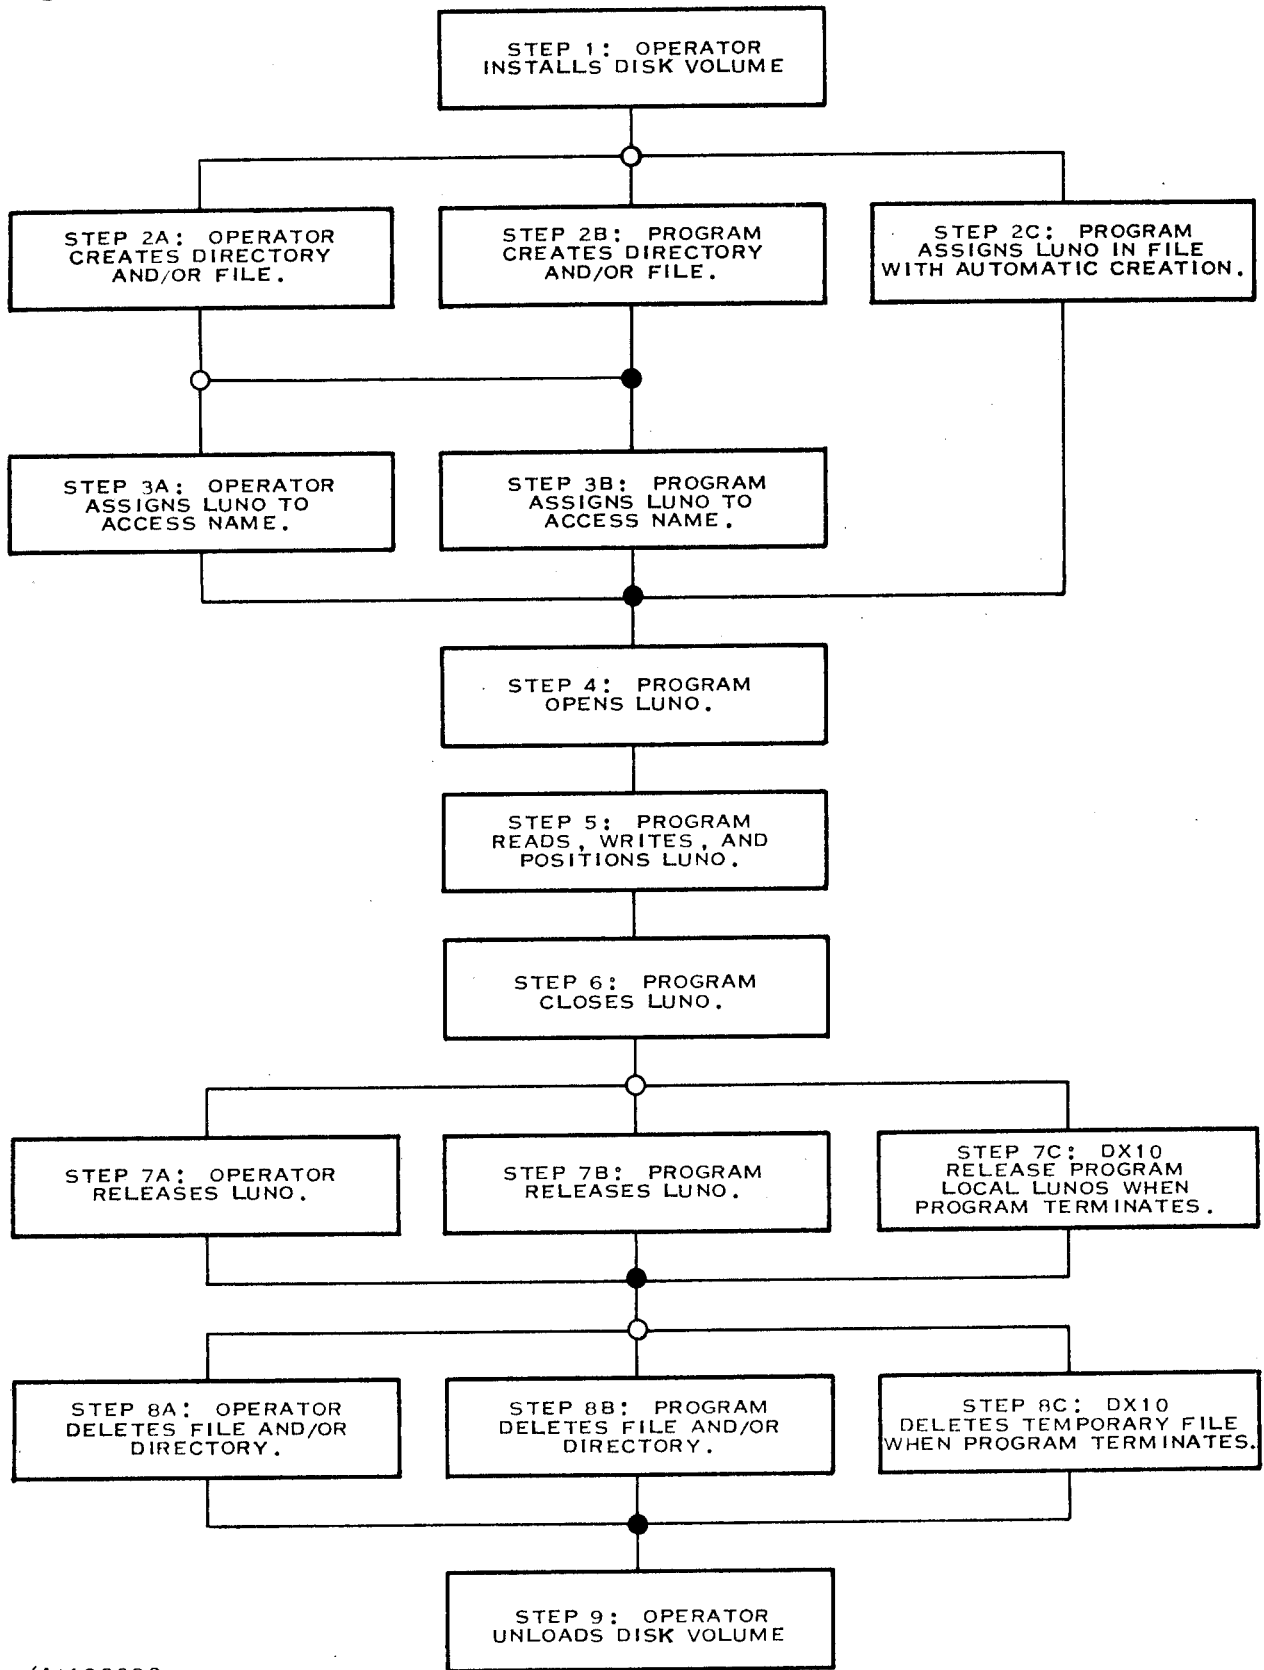 STEP 1: OPERATOR
INSTALLS DISK VOLUME
STEP 2A: OPERATOR
CREATES DIRECTORY
AND/OR FILE.
STEP 2B: PROGRAM
CREATES DIRECTORY
AND/OR FILE.
STEP 2C: PROGRAM
ASSIGNS LUNO IN FILE
WITH AUTOMATIC CREATION.
STEP 3A: OPERATOR
ASSIGNS LUNO TO
ACCESS NAME.
STEP 3B: PROGRAM
ASSIGNS LUNO TO
ACCESS NAME.
STEP 4: PROGRAM
OPENS LUNO.
STEP 5: PROGRAM
READS, WRITES, AND
POSITIONS LUNO.
STEP 6: PROGRAM
CLOSES LUNO.
STEP 7A: OPERATOR
RELEASES LUNO.
STEP 7B: PROGRAM
RELEASES LUNO.
STEP 7C: DX10
RELEASE PROGRAM
LOCAL LUNOS WHEN
PROGRAM TERMINATES.
STEP 8A: OPERATOR
DELETES FILE AND/OR
DIRECTORY.
STEP 8B: PROGRAM
DELETES FILE AND/OR
DIRECTORY.
STEP 8C: DX10
DELETES TEMPORARY FILE
WHEN PROGRAM TERMINATES.
STEP 9: OPERATOR
UNLOADS DISK VOLUME